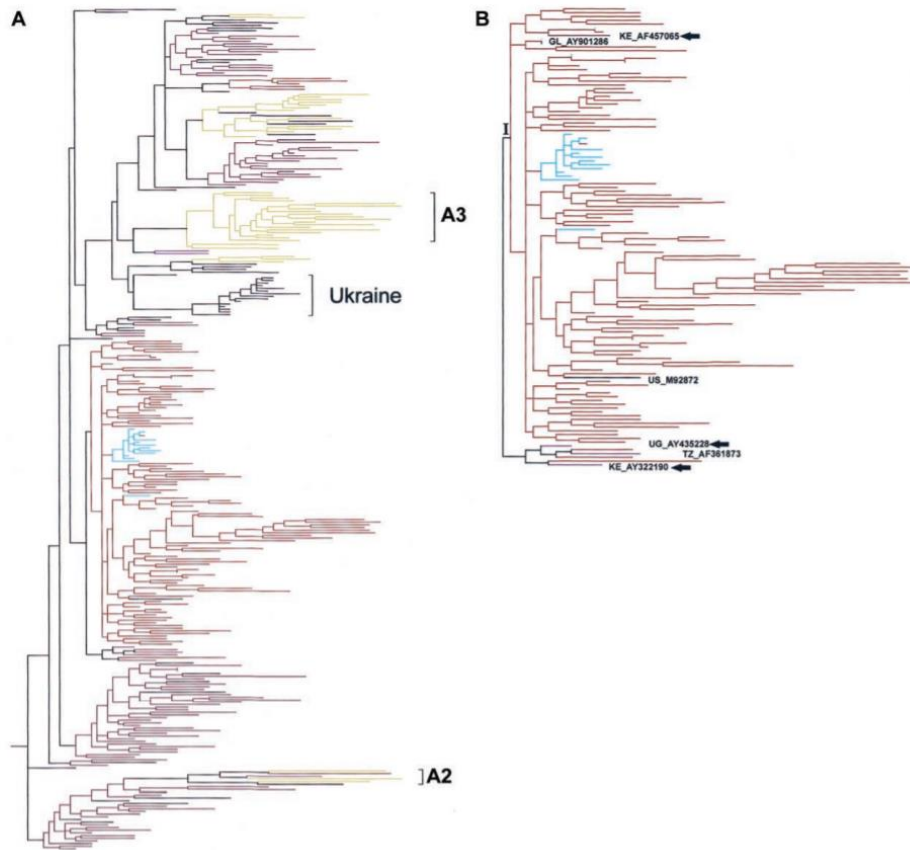 A
B
KE_AF457065
GL_AY901286
I
A3
Ukraine
US_M92872
UG_AY435228
TZ_AF361873
KE_AY322190
A2